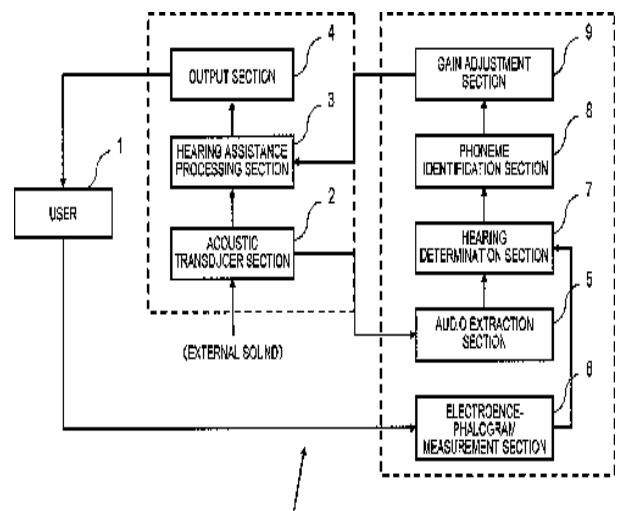 4
OUTPUT SECTION
3
HEARING ASSISTANCE
PROCESSING SECTION
1
USER
2
ACOUSTIC
TRANSDUCER SECTION
(EXTERNAL SOUND)
9
GAIN ADJUSTMENT
SECTION
8
PHONEME
IDENTIFICATION SECTION
7
HEARING
DETERMINATION SECTION
5
AUDIO EXTRACTION
SECTION
6
ELECTROENCE-
PHALOGRAM
MEASUREMENT SECTION